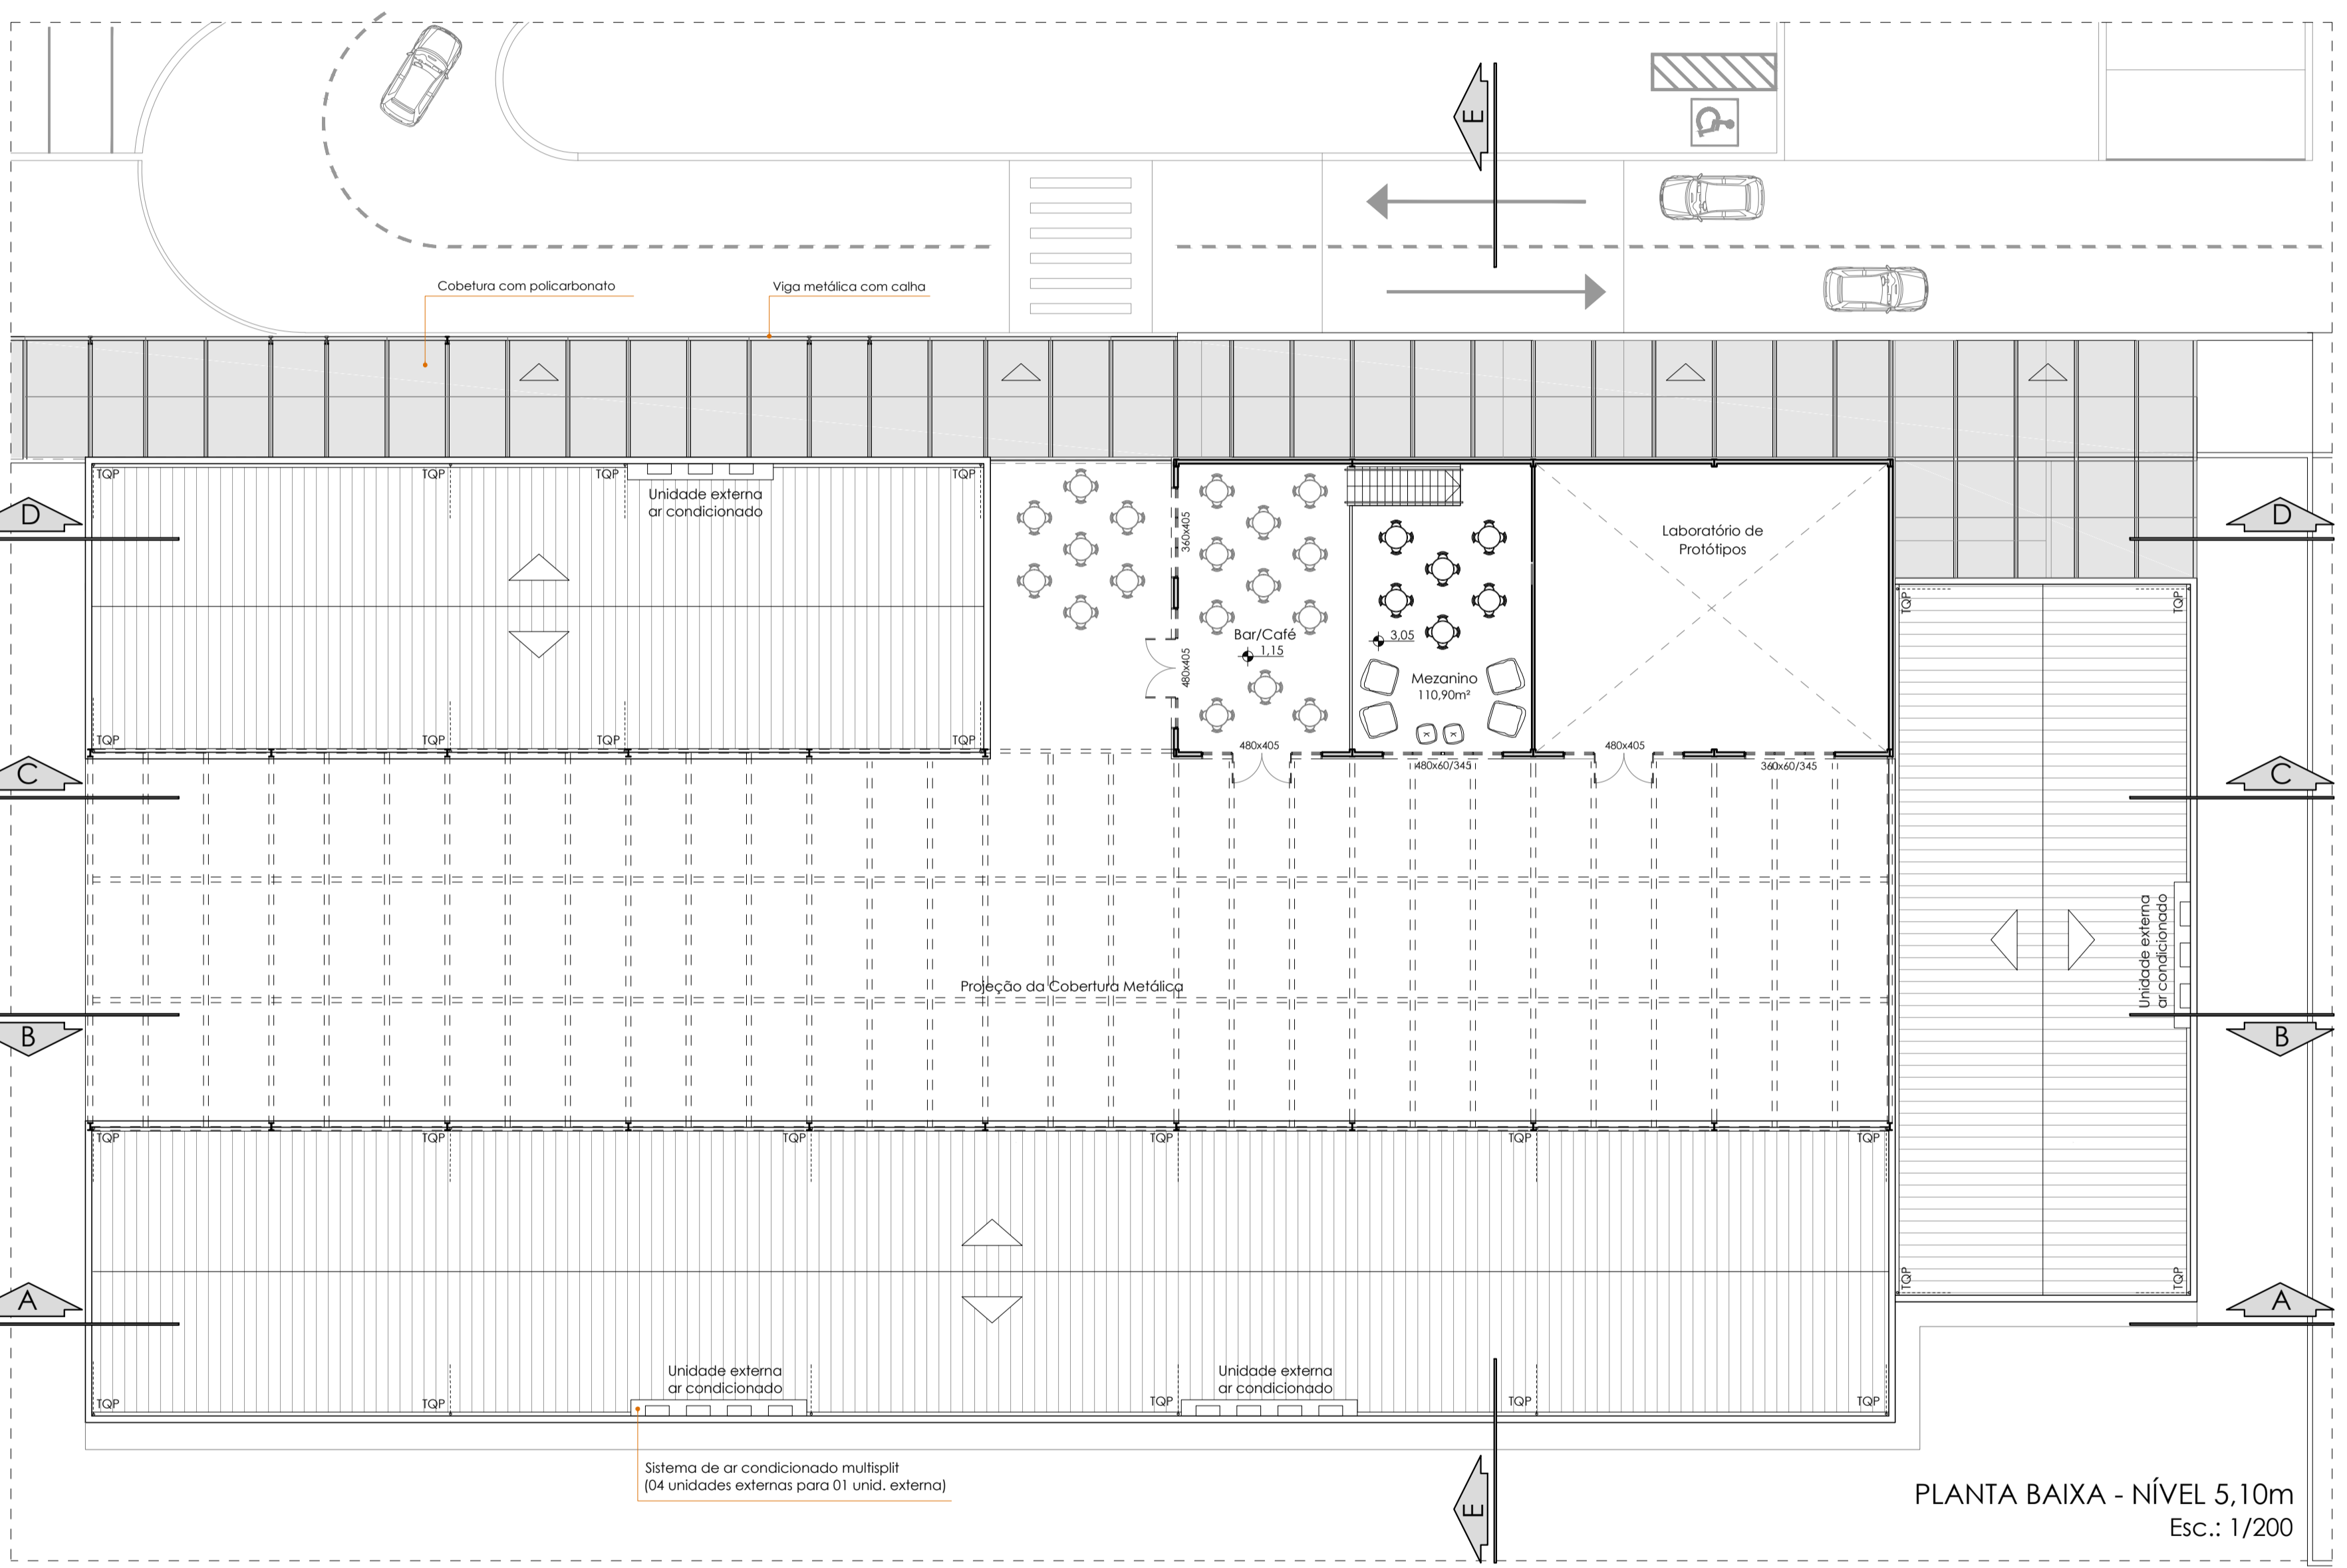 E
Cobetura com policarbonato
Viga metálica com calha
TQP
TQP
TQP
TQP
Unidade externa
ar condicionado
D
D
360x405
Laboratório de
Protótipos
TQP
TQP
Bar/Café
1,15
3,05
480x405
Mezanino
110,90m²
TQP
TQP
TQP
TQP
480x405
480x60/345
480x405
360x60/345
C
C
Unidade externa
ar condicionado
Projeção da Cobertura Metálica
B
B
TQP
TQP
TQP
TQP
TQP
TQP
TQP
TQP
A
A
Unidade externa
ar condicionado
Unidade externa
ar condicionado
TQP
TQP
TQP
TQP
TQP
Sistema de ar condicionado multisplit
(04 unidades externas para 01 unid. externa)
E
PLANTA BAIXA - NÍVEL 5,10m
Esc.: 1/200